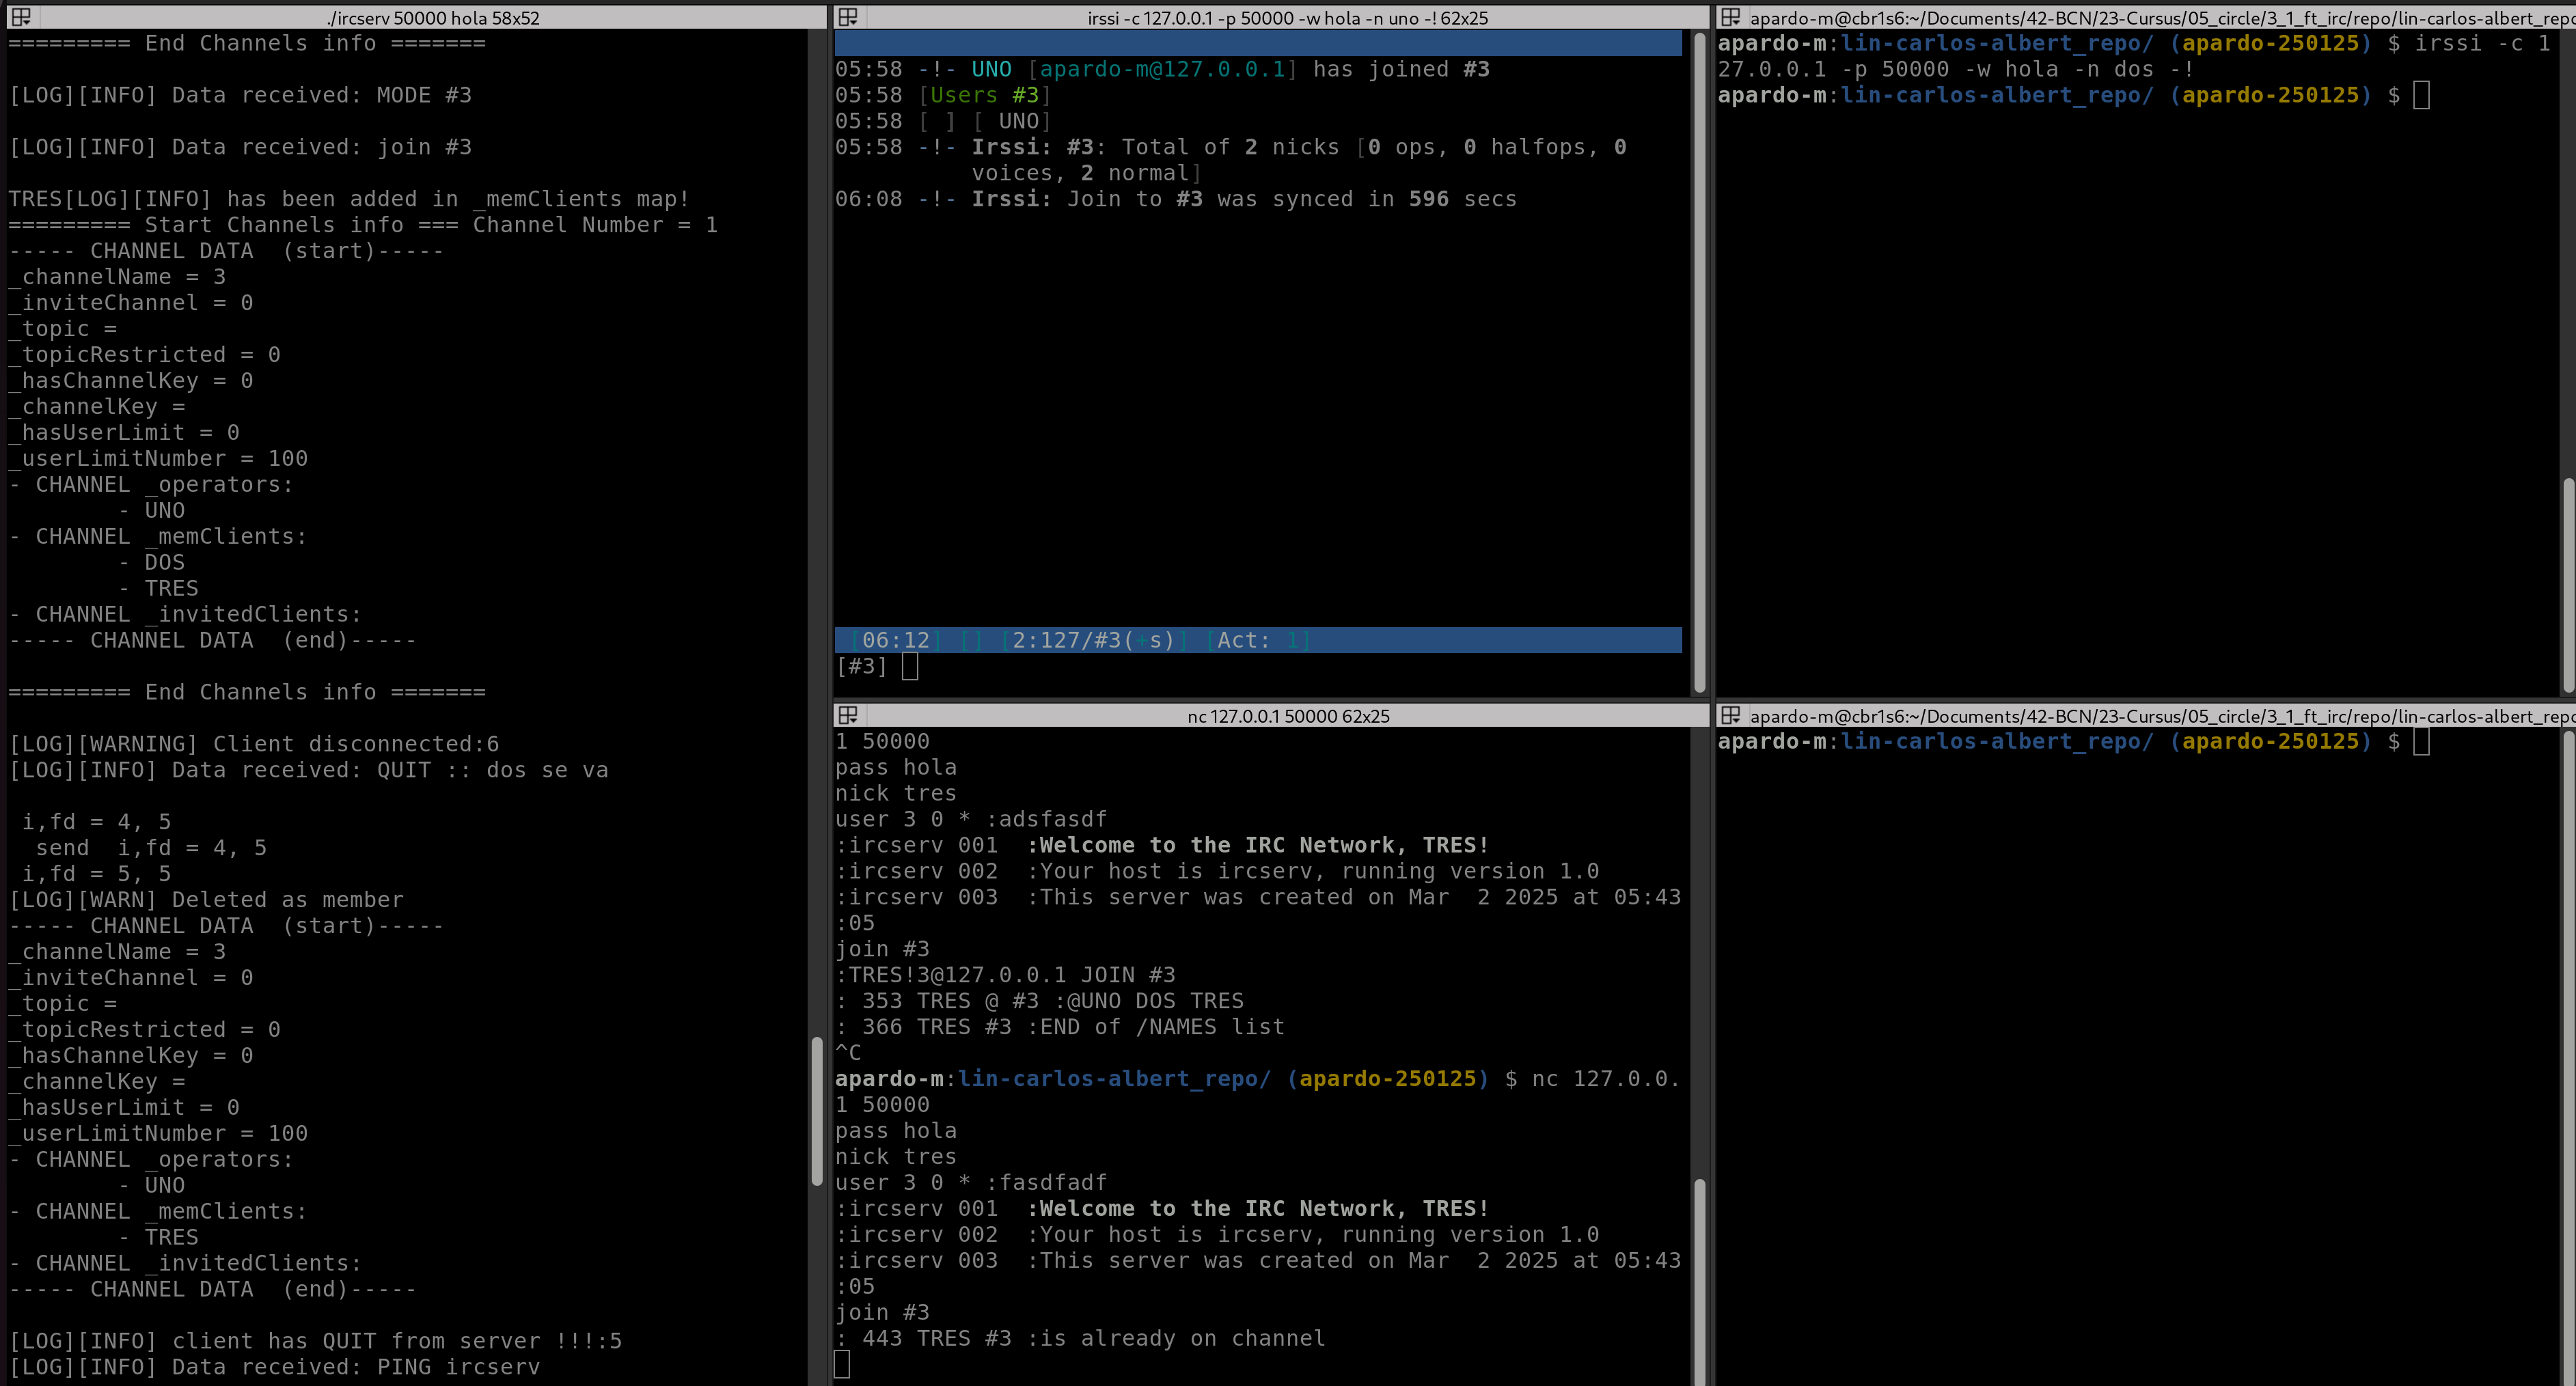 ./ircserv 50000 hola 58x52
========= End Channels info =======
[LOG][INFO] Data received: MODE #3
[LOG][INFO] Data received: join #3
TRES[LOG][INFO] has been added in _memClients map!
========= Start Channels info === Channel Number = 1
----- CHANNEL DATA  (start)-----
_channelName = 3
_inviteChannel = 0
_topic =
_topicRestricted = 0
_hasChannelKey = 0
_channelKey =
_hasUserLimit = 0
_userLimitNumber = 100
- CHANNEL _operators:
        - UNO
- CHANNEL _memClients:
        - DOS
        - TRES
- CHANNEL _invitedClients:
----- CHANNEL DATA  (end)-----
========= End Channels info =======
[LOG][WARNING] Client disconnected:6
[LOG][INFO] Data received: QUIT :: dos se va
 i,fd = 4, 5
  send  i,fd = 4, 5
 i,fd = 5, 5
[LOG][WARN] Deleted as member
----- CHANNEL DATA  (start)-----
_channelName = 3
_inviteChannel = 0
_topic =
_topicRestricted = 0
_hasChannelKey = 0
_channelKey =
_hasUserLimit = 0
_userLimitNumber = 100
- CHANNEL _operators:
        - UNO
- CHANNEL _memClients:
        - TRES
- CHANNEL _invitedClients:
----- CHANNEL DATA  (end)-----
[LOG][INFO] client has QUIT from server !!!:5
[LOG][INFO] Data received: PING ircserv
irssi -c 127.0.0.1 -p 50000 -w hola -n uno -! 62x25
05:58 -!- UNO [apardo-m@127.0.0.1] has joined #3
05:58 [Users #3]
05:58 [ ] [ UNO]
05:58 -!- Irssi: #3: Total of 2 nicks [0 ops, 0 halfops, 0
          voices, 2 normal]
06:08 -!- Irssi: Join to #3 was synced in 596 secs
[06:12] [] [2:127/#3(+s)] [Act: 1]
[#3]
nc 127.0.0.1 50000 62x25
1 50000
pass hola
nick tres
user 3 0 * :adsfasdf
:ircserv 001  :Welcome to the IRC Network, TRES!
:ircserv 002  :Your host is ircserv, running version 1.0
:ircserv 003  :This server was created on Mar  2 2025 at 05:43
:05
join #3
:TRES!3@127.0.0.1 JOIN #3
: 353 TRES @ #3 :@UNO DOS TRES
: 366 TRES #3 :END of /NAMES list
^C
apardo-m:lin-carlos-albert_repo/ (apardo-250125) $ nc 127.0.0.
1 50000
pass hola
nick tres
user 3 0 * :fasdfadf
:ircserv 001  :Welcome to the IRC Network, TRES!
:ircserv 002  :Your host is ircserv, running version 1.0
:ircserv 003  :This server was created on Mar  2 2025 at 05:43
:05
join #3
: 443 TRES #3 :is already on channel
apardo-m@cbr1s6:~/Documents/42-BCN/23-Cursus/05_circle/3_1_ft_irc/repo/lin-carlos-albert_repo
apardo-m:lin-carlos-albert_repo/ (apardo-250125) $ irssi -c 1
27.0.0.1 -p 50000 -w hola -n dos -!
apardo-m:lin-carlos-albert_repo/ (apardo-250125) $
apardo-m@cbr1s6:~/Documents/42-BCN/23-Cursus/05_circle/3_1_ft_irc/repo/lin-carlos-albert_repo
apardo-m:lin-carlos-albert_repo/ (apardo-250125) $